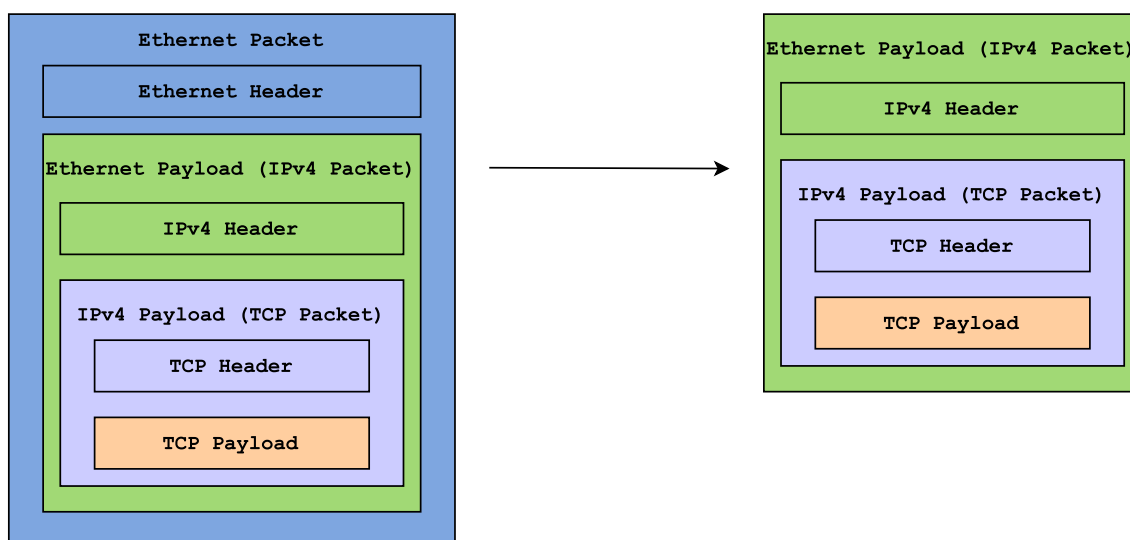 Ethernet Packet
Ethernet Header
Ethernet Payload (IPv4 Packet)
IPv4 Header
IPv4 Payload (TCP Packet)
TCP Header
TCP Payload
Ethernet Payload (IPv4 Packet)
IPv4 Header
IPv4 Payload (TCP Packet)
TCP Header
TCP Payload